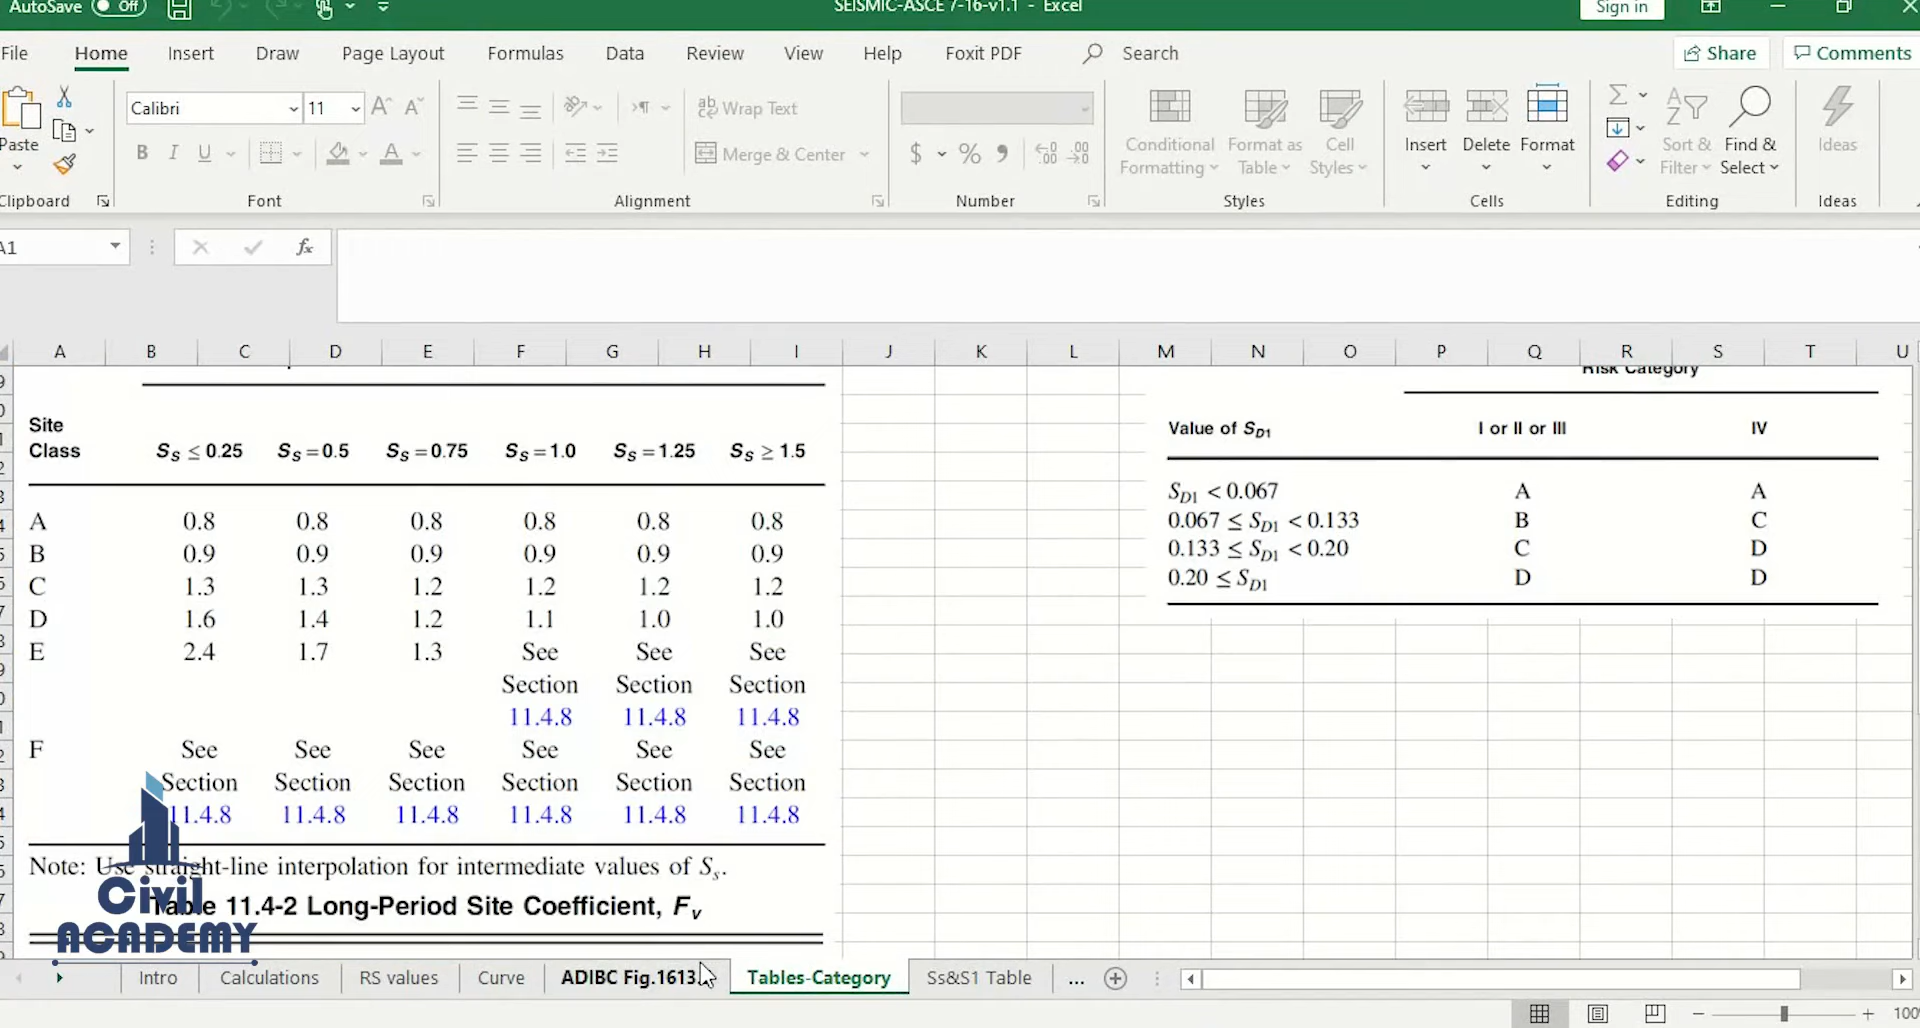 AutoSave Off
SEISMIC-ASCE 7-16-v1.1 - Excel
Sign in
File Home Insert Draw Page Layout Formulas Data Review View Help Foxit PDF Search Share Comments
Paste
Calibri 11
Wrap Text
Merge & Center
$ % 9
Conditional Formatting
Format as Table
Cell Styles
Insert Delete Format
Sort & Filter
Find & Select
Ideas
Clipboard Font Alignment Number Styles Cells Editing Ideas
A1 fx
A B C D E F G H I J K L M N O P Q R S T U
Site
Class S_S ≤ 0.25 S_S = 0.5 S_S = 0.75 S_S = 1.0 S_S = 1.25 S_S ≥ 1.5
A 0.8 0.8 0.8 0.8 0.8 0.8
B 0.9 0.9 0.9 0.9 0.9 0.9
C 1.3 1.3 1.2 1.2 1.2 1.2
D 1.6 1.4 1.2 1.1 1.0 1.0
E 2.4 1.7 1.3 See See See
Section Section Section
11.4.8 11.4.8 11.4.8
F See See See See See See
Section Section Section Section Section Section
11.4.8 11.4.8 11.4.8 11.4.8 11.4.8 11.4.8
Note: Use straight-line interpolation for intermediate values of S_s.
Table 11.4-2 Long-Period Site Coefficient, F_v
Risk Category
Value of S_D1 I or II or III IV
S_D1 < 0.067 A A
0.067 ≤ S_D1 < 0.133 B C
0.133 ≤ S_D1 < 0.20 C D
0.20 ≤ S_D1 D D
Civil
ACADEMY
Intro Calculations RS values Curve ADIBC Fig.1613. Tables-Category Ss&S1 Table ...
100